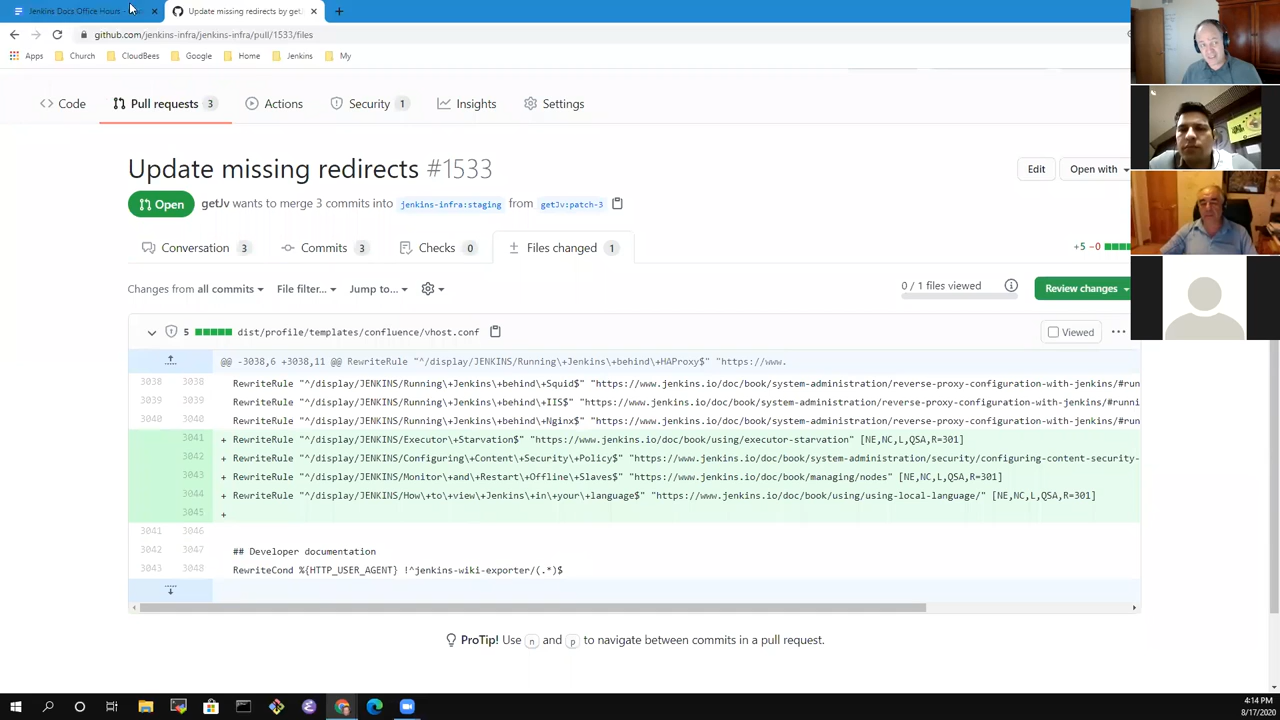 Jenkins Docs Office Hours -
Update missing redirects by getJ
github.com/jenkins-infra/jenkins-infra/pull/1533/files
Apps Church CloudBees Google Home Jenkins My
Code Pull requests 3 Actions Security 1 Insights Settings
Update missing redirects #1533
Edit Open with
Open getJv wants to merge 3 commits into jenkins-infra:staging from getJv:patch-3
Conversation 3 Commits 3 Checks 0 Files changed 1
+5 −0
Changes from all commits File filter... Jump to...
0 / 1 files viewed Review changes
5 dist/profile/templates/confluence/vhost.conf Viewed
@@ -3038,6 +3038,11 @@ RewriteRule "^/display/JENKINS/Running\+Jenkins\+behind\+HAProxy$" "https://www.
3038 3038 RewriteRule "^/display/JENKINS/Running\+Jenkins\+behind\+Squid$" "https://www.jenkins.io/doc/book/system-administration/reverse-proxy-configuration-with-jenkins/#run
3039 3039 RewriteRule "^/display/JENKINS/Running\+Jenkins\+behind\+IIS$" "https://www.jenkins.io/doc/book/system-administration/reverse-proxy-configuration-with-jenkins/#runni
3040 3040 RewriteRule "^/display/JENKINS/Running\+Jenkins\+behind\+Nginx$" "https://www.jenkins.io/doc/book/system-administration/reverse-proxy-configuration-with-jenkins/#run
3041 + RewriteRule "^/display/JENKINS/Executor\+Starvation$" "https://www.jenkins.io/doc/book/using/executor-starvation" [NE,NC,L,QSA,R=301]
3042 + RewriteRule "^/display/JENKINS/Configuring\+Content\+Security\+Policy$" "https://www.jenkins.io/doc/book/system-administration/security/configuring-content-security-
3043 + RewriteRule "^/display/JENKINS/Monitor\+and\+Restart\+Offline\+Slaves$" "https://www.jenkins.io/doc/book/managing/nodes" [NE,NC,L,QSA,R=301]
3044 + RewriteRule "^/display/JENKINS/How\+to\+view\+Jenkins\+in\+your\+language$" "https://www.jenkins.io/doc/book/using/using-local-language/" [NE,NC,L,QSA,R=301]
3045 +
3041 3046
3042 3047 ## Developer documentation
3043 3048 RewriteCond %{HTTP_USER_AGENT} !^jenkins-wiki-exporter/(.*)$
ProTip! Use n and p to navigate between commits in a pull request.
4:14 PM
8/17/2020